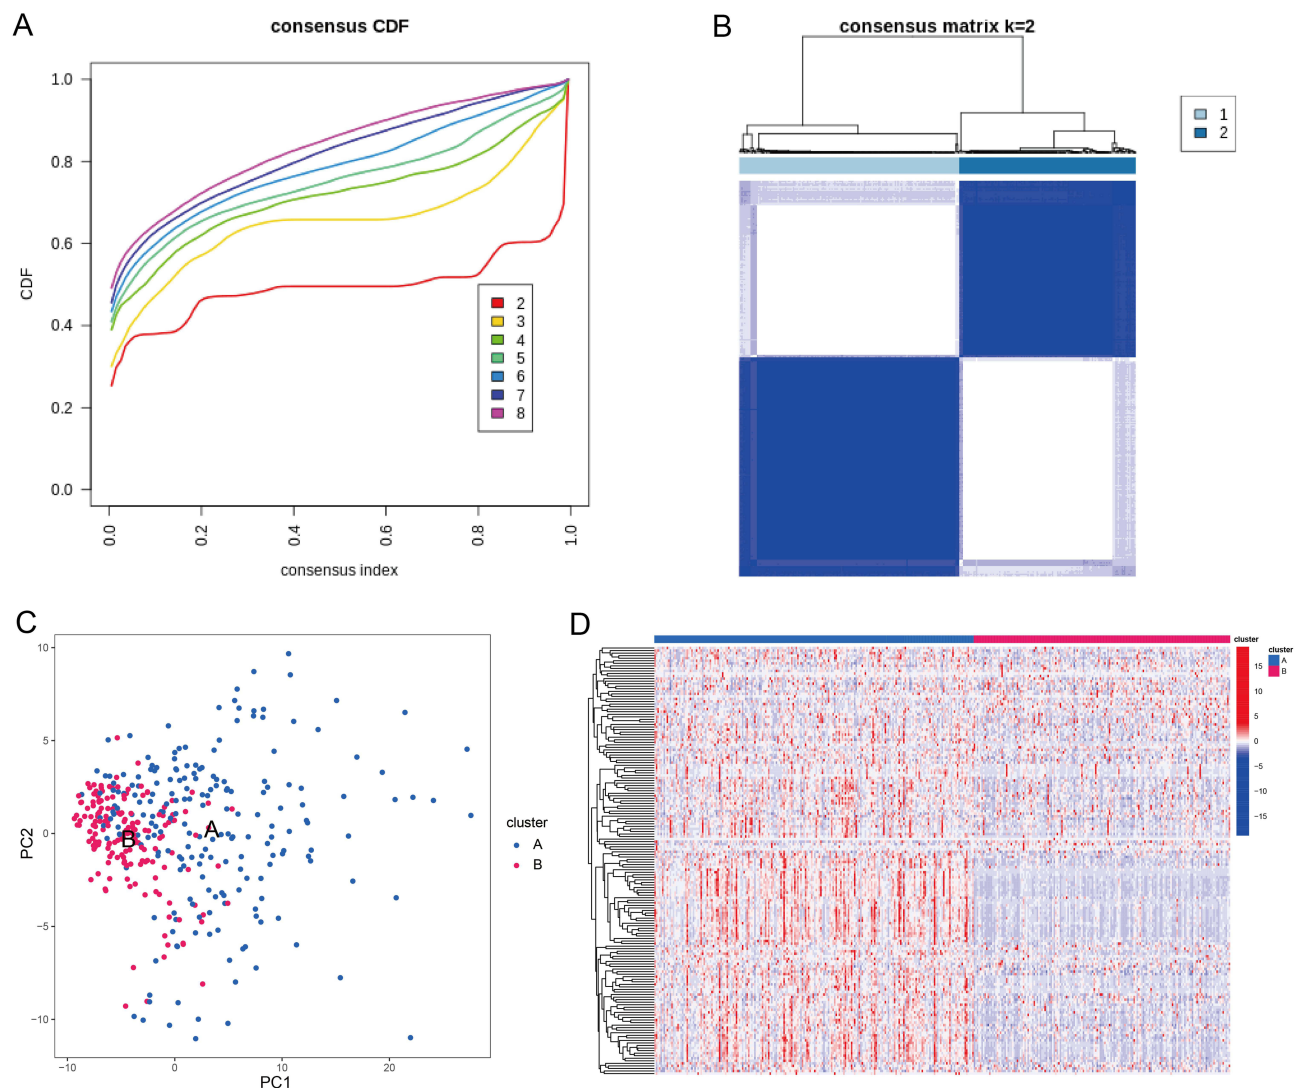 A
consensus CDF
1.0
0.8
0.6
0.4
0.2
0.0
CDF
0.0
0.2
0.4
0.6
0.8
1.0
consensus index
2
3
4
5
6
7
8
B
consensus matrix k=2
1
2
C
10
5
0
−5
−10
PC2
−10
0
10
20
PC1
A
B
cluster
A
B
D
cluster
15
10
5
0
−5
−10
−15
cluster
A
B